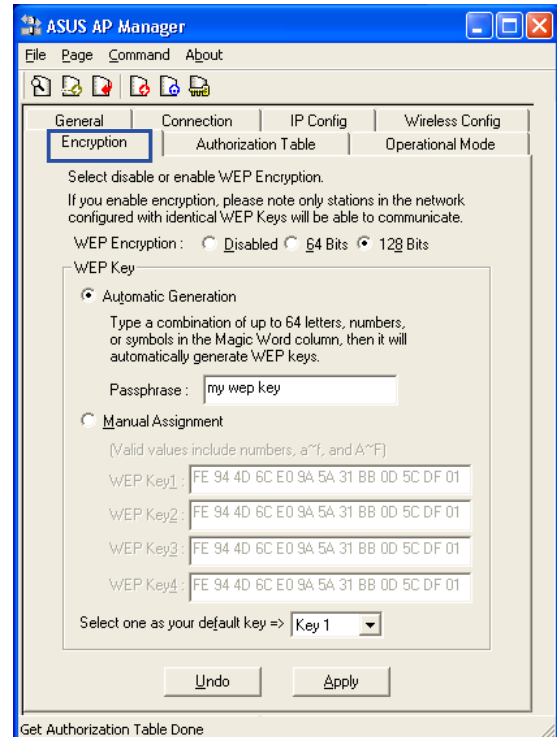 ASUS AP Manager
File Page Command About
General Connection IP Config Wireless Config
Encryption Authorization Table Operational Mode
Select disable or enable WEP Encryption.
If you enable encryption, please note only stations in the network
configured with identical WEP Keys will be able to communicate.
WEP Encryption : Disabled 64 Bits 128 Bits
WEP Key
Automatic Generation
Type a combination of up to 64 letters, numbers,
or symbols in the Magic Word column, then it will
automatically generate WEP keys.
Passphrase : my wep key
Manual Assignment
(Valid values include numbers, a~f, and A~F)
WEP Key1 : FE 94 4D 6C E0 9A 5A 31 BB 0D 5C DF 01
WEP Key2 : FE 94 4D 6C E0 9A 5A 31 BB 0D 5C DF 01
WEP Key3 : FE 94 4D 6C E0 9A 5A 31 BB 0D 5C DF 01
WEP Key4 : FE 94 4D 6C E0 9A 5A 31 BB 0D 5C DF 01
Select one as your default key => Key 1
Undo Apply
Get Authorization Table Done